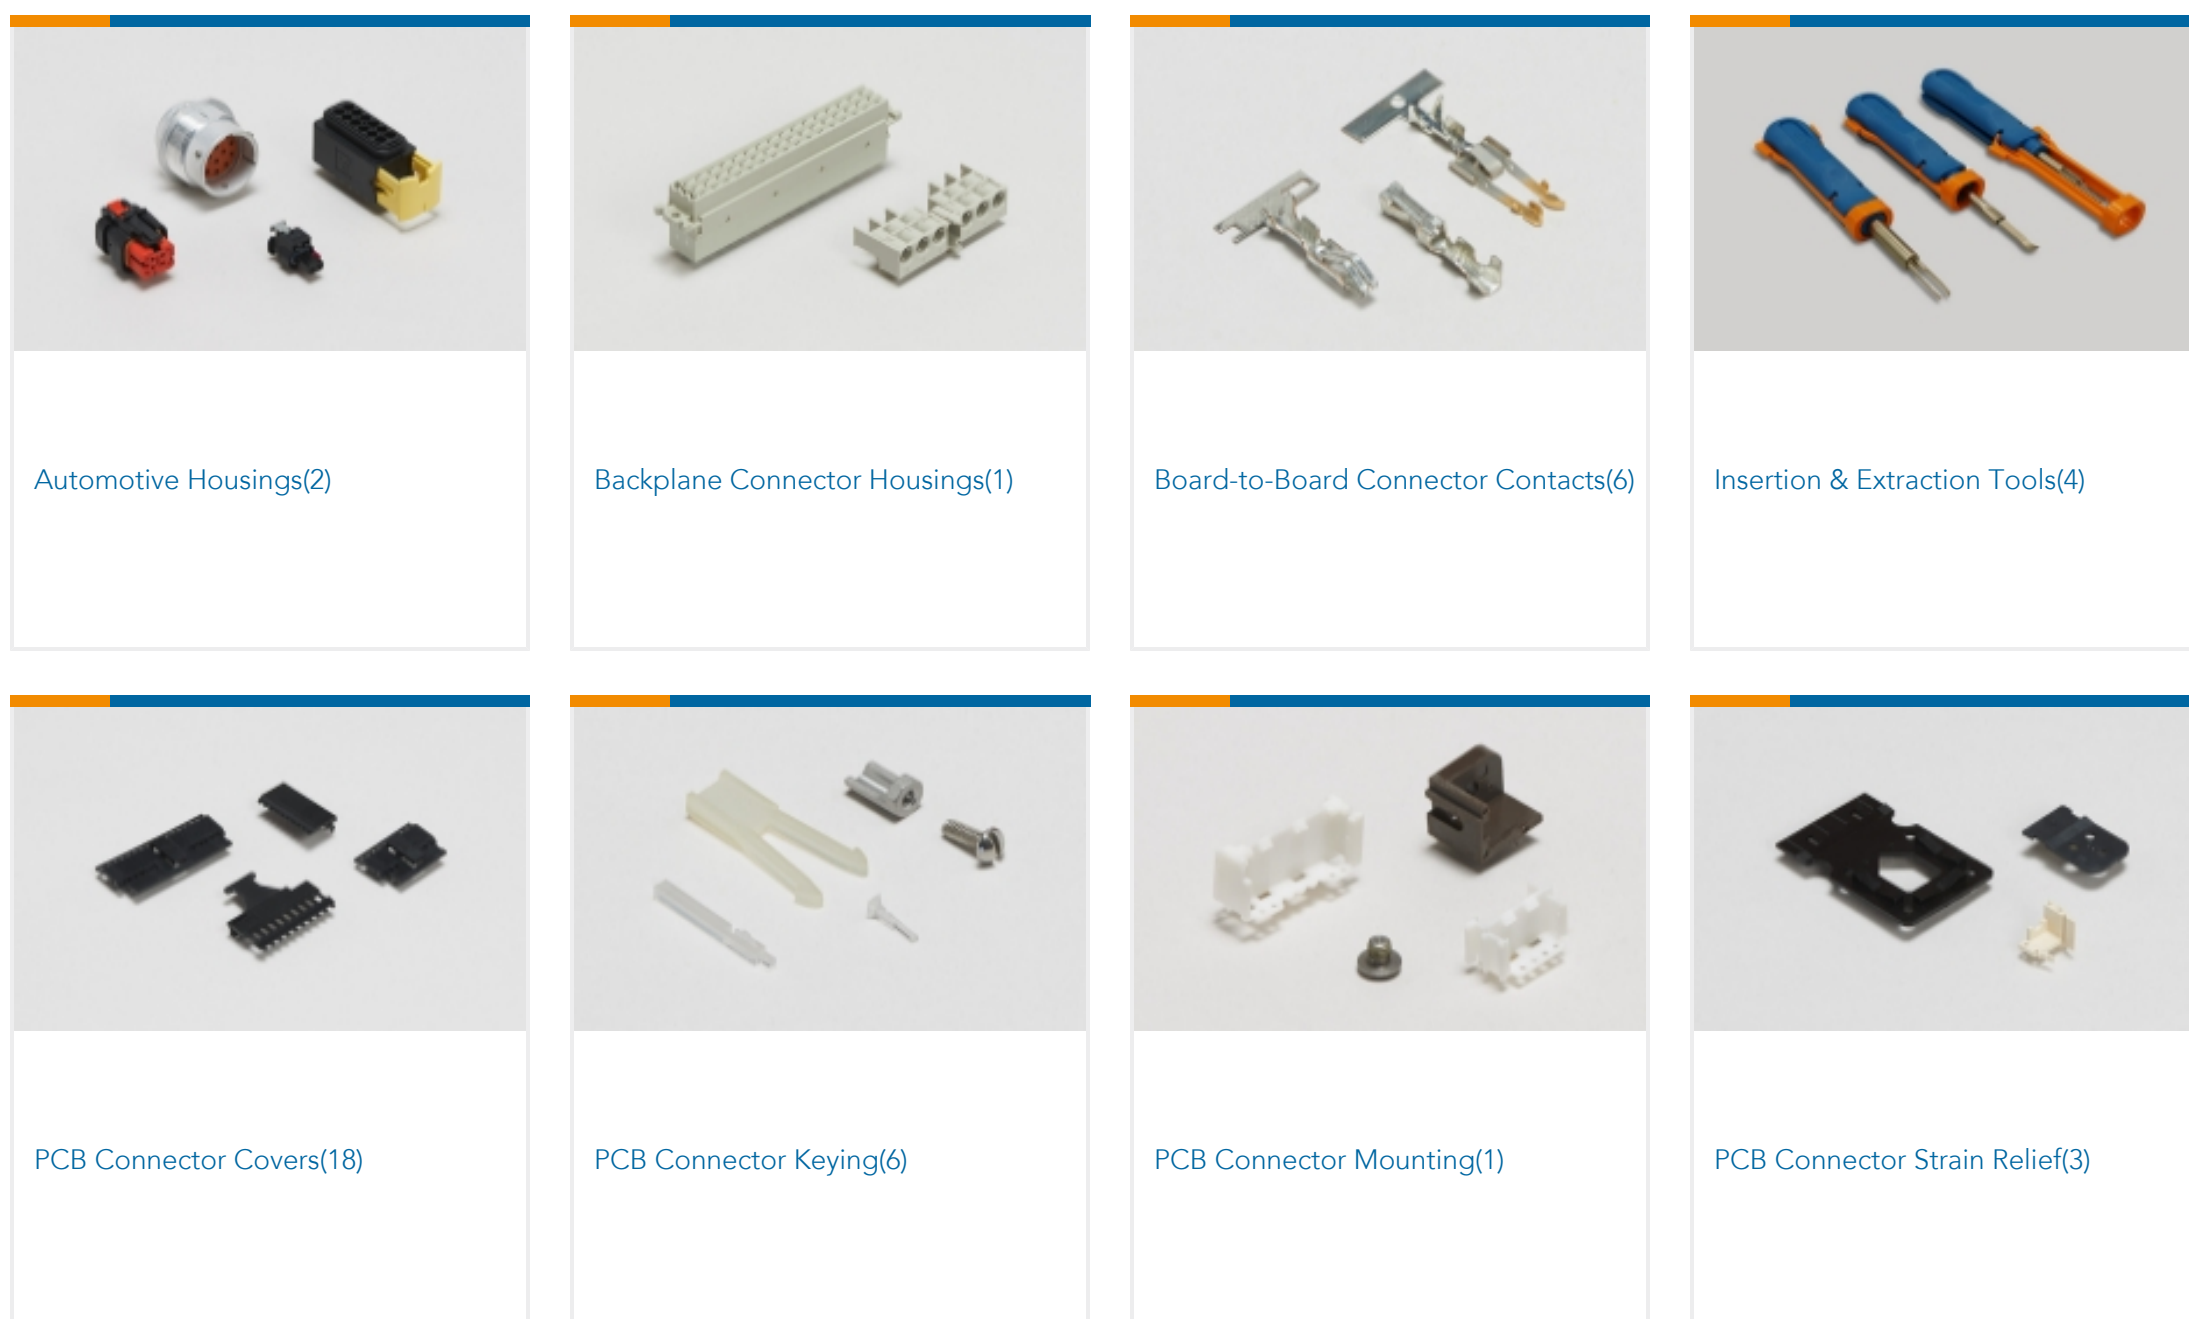 Automotive Housings(2)
Backplane Connector Housings(1)
Board-to-Board Connector Contacts(6)
Insertion & Extraction Tools(4)
PCB Connector Covers(18)
PCB Connector Keying(6)
PCB Connector Mounting(1)
PCB Connector Strain Relief(3)